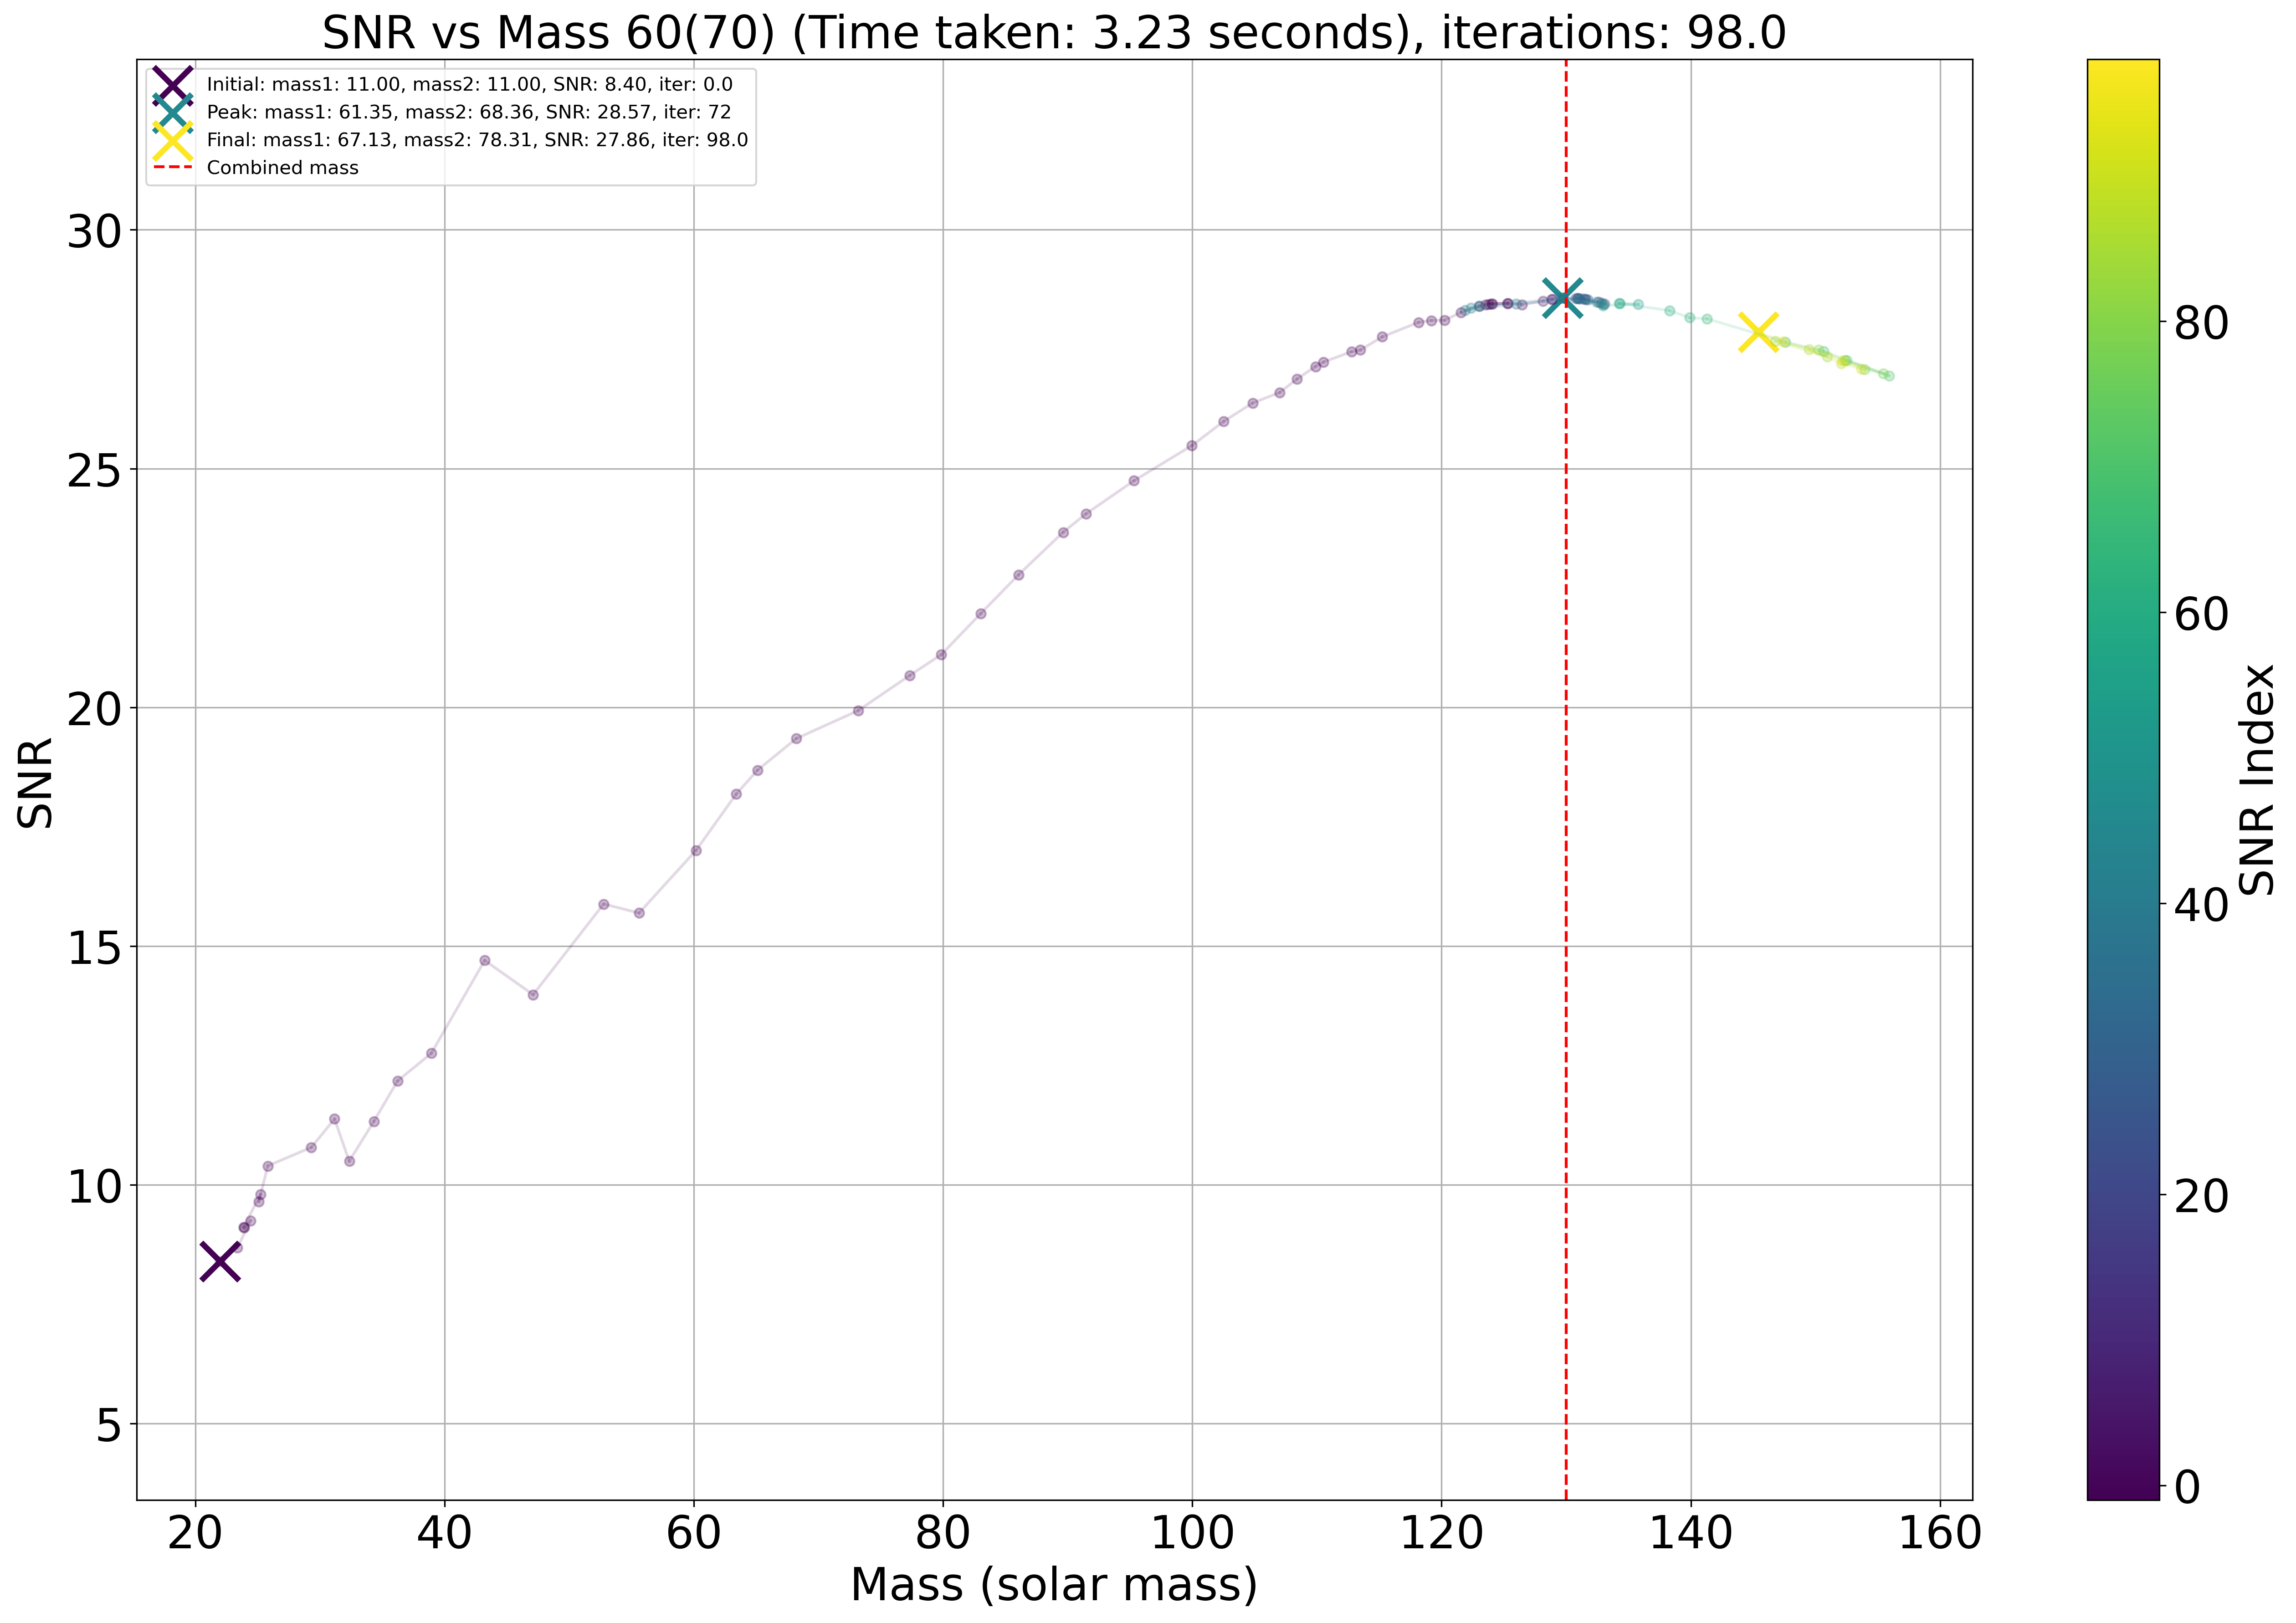 SNR vs Mass 60(70) (Time taken: 3.23 seconds), iterations: 98.0
Initial: mass1: 11.00, mass2: 11.00, SNR: 8.40, iter: 0.0
Peak: mass1: 61.35, mass2: 68.36, SNR: 28.57, iter: 72
Final: mass1: 67.13, mass2: 78.31, SNR: 27.86, iter: 98.0
Combined mass
30
25
20
15
10
5
SNR
20 40 60 80 100 120 140 160
Mass (solar mass)
80
60
40
20
0
SNR Index